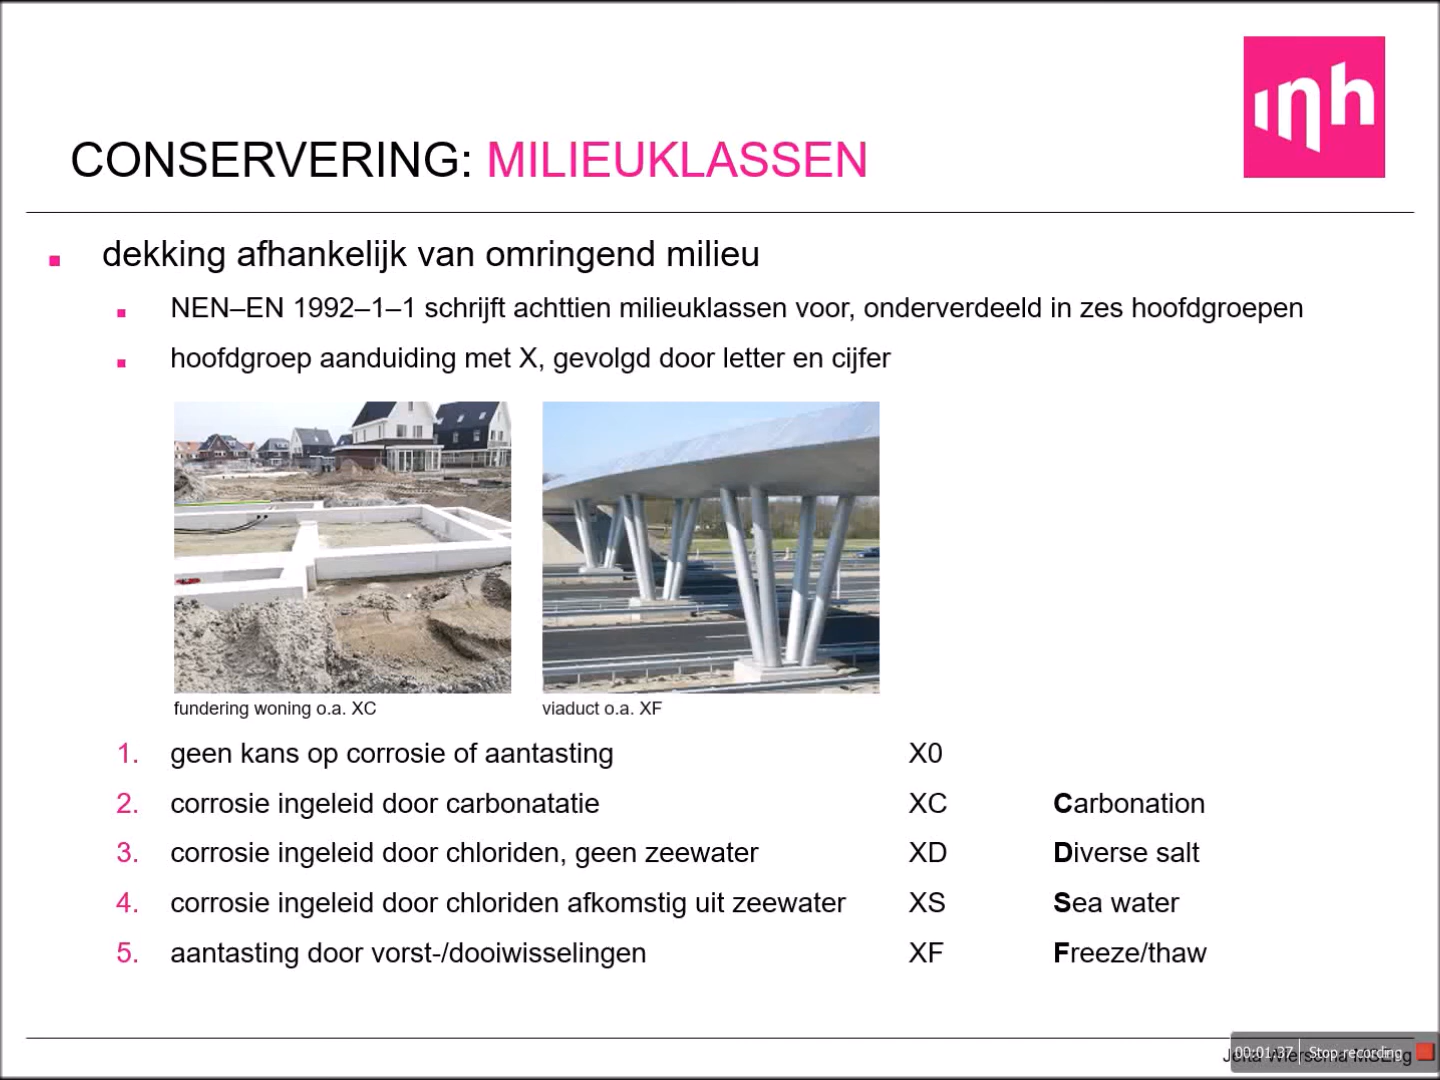 inh
CONSERVERING: MILIEUKLASSEN
dekking afhankelijk van omringend milieu
NEN–EN 1992–1–1 schrijft achttien milieuklassen voor, onderverdeeld in zes hoofdgroepen
hoofdgroep aanduiding met X, gevolgd door letter en cijfer
fundering woning o.a. XC
viaduct o.a. XF
1. geen kans op corrosie of aantasting X0
2. corrosie ingeleid door carbonatatie XC Carbonation
3. corrosie ingeleid door chloriden, geen zeewater XD Diverse salt
4. corrosie ingeleid door chloriden afkomstig uit zeewater XS Sea water
5. aantasting door vorst-/dooiwisselingen XF Freeze/thaw
00:01:37 Stop recording